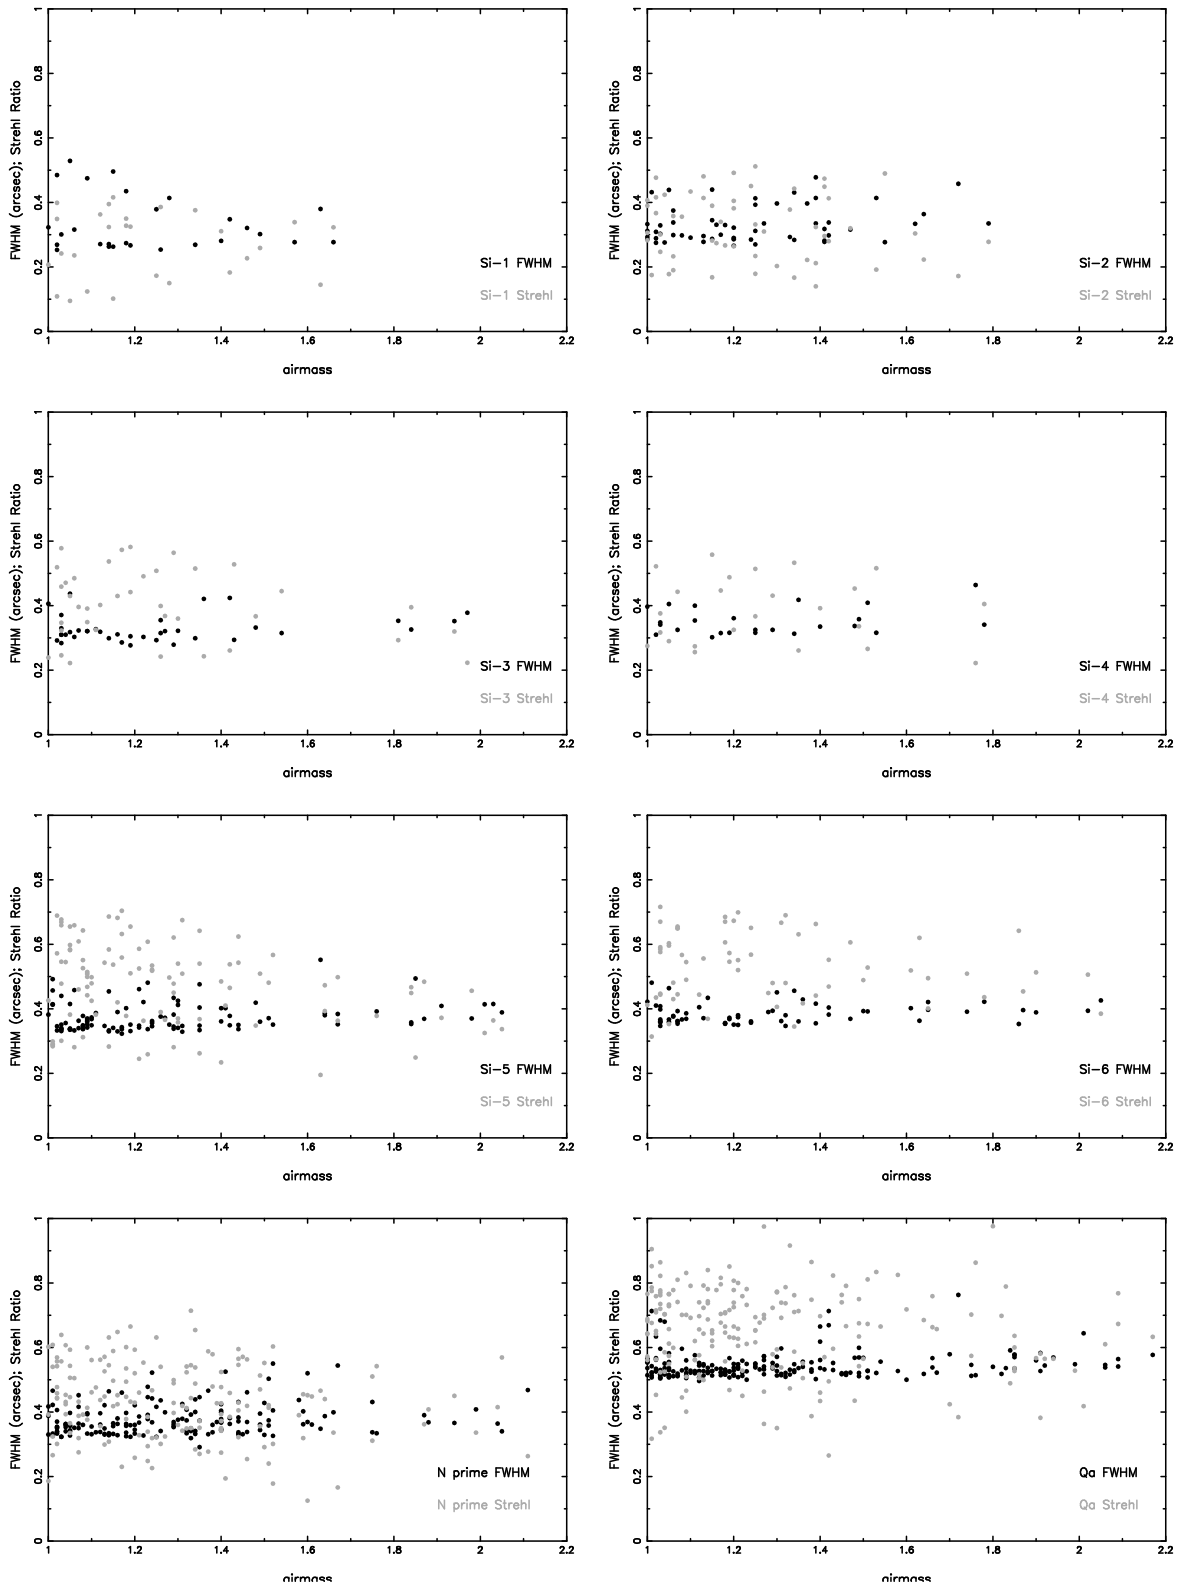 1
0.8
0.6
0.4
0.2
0
FWHM (arcsec); Strehl Ratio
Si-1 FWHM
Si-1 Strehl
1 1.2 1.4 1.6 1.8 2 2.2
airmass
1
0.8
0.6
0.4
0.2
0
FWHM (arcsec); Strehl Ratio
Si-2 FWHM
Si-2 Strehl
1 1.2 1.4 1.6 1.8 2 2.2
airmass
1
0.8
0.6
0.4
0.2
0
FWHM (arcsec); Strehl Ratio
Si-3 FWHM
Si-3 Strehl
1 1.2 1.4 1.6 1.8 2 2.2
airmass
1
0.8
0.6
0.4
0.2
0
FWHM (arcsec); Strehl Ratio
Si-4 FWHM
Si-4 Strehl
1 1.2 1.4 1.6 1.8 2 2.2
airmass
1
0.8
0.6
0.4
0.2
0
FWHM (arcsec); Strehl Ratio
Si-5 FWHM
Si-5 Strehl
1 1.2 1.4 1.6 1.8 2 2.2
airmass
1
0.8
0.6
0.4
0.2
0
FWHM (arcsec); Strehl Ratio
Si-6 FWHM
Si-6 Strehl
1 1.2 1.4 1.6 1.8 2 2.2
airmass
1
0.8
0.6
0.4
0.2
0
FWHM (arcsec); Strehl Ratio
N prime FWHM
N prime Strehl
1 1.2 1.4 1.6 1.8 2 2.2
airmass
1
0.8
0.6
0.4
0.2
0
FWHM (arcsec); Strehl Ratio
Qa FWHM
Qa Strehl
1 1.2 1.4 1.6 1.8 2 2.2
airmass